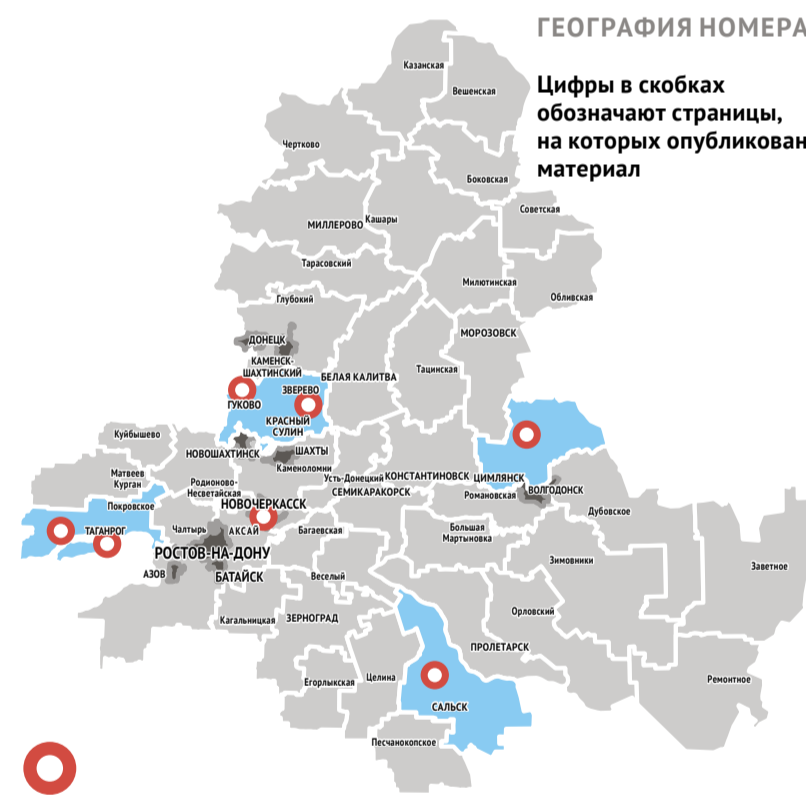 ГЕОГРАФИЯ НОМЕРА
Цифры в скобках
обозначают страницы,
на которых опубликован
материал
Казанская
Вешенская
Чертково
Боковская
Советская
Кашары
МИЛЛЕРОВО
Тарасовский
Милютинская
Обливская
Глубокий
МОРОЗОВСК
ДОНЕЦК
КАМЕНСК-
ШАХТИНСКИЙ
Тацинская
БЕЛАЯ КАЛИТВА
ЗВЕРЕВО
ГУКОВО
КРАСНЫЙ
СУЛИН
Куйбышево
НОВОШАХТИНСК
ШАХТЫ
Каменоломни
Матвеев
Курган
Родионово-
Несветайская
Усть-Донецкий
КОНСТАНТИНОВСК
ЦИМЛЯНСК
СЕМИКАРАКОРСК
Романовская
ВОЛГОДОНСК
Покровское
НОВОЧЕРКАССК
Дубовское
ТАГАНРОГ
Чалтырь
АКСАЙ
Багаевская
Большая
Мартыновка
РОСТОВ-НА-ДОНУ
Зимовники
Заветное
АЗОВ
БАТАЙСК
Веселый
Орловский
Кагальницкая
ЗЕРНОГРАД
ПРОЛЕТАРСК
Егорлыкская
Целина
Ремонтное
САЛЬСК
Песчанокопское